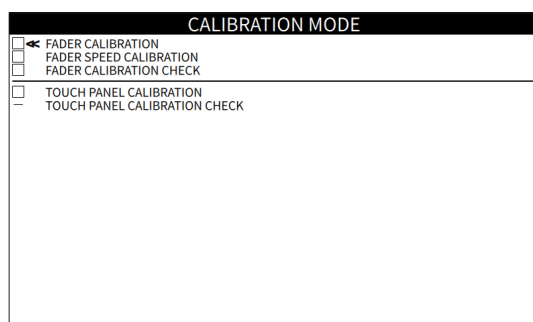 CALIBRATION MODE
≪ FADER CALIBRATION
FADER SPEED CALIBRATION
FADER CALIBRATION CHECK
TOUCH PANEL CALIBRATION
— TOUCH PANEL CALIBRATION CHECK